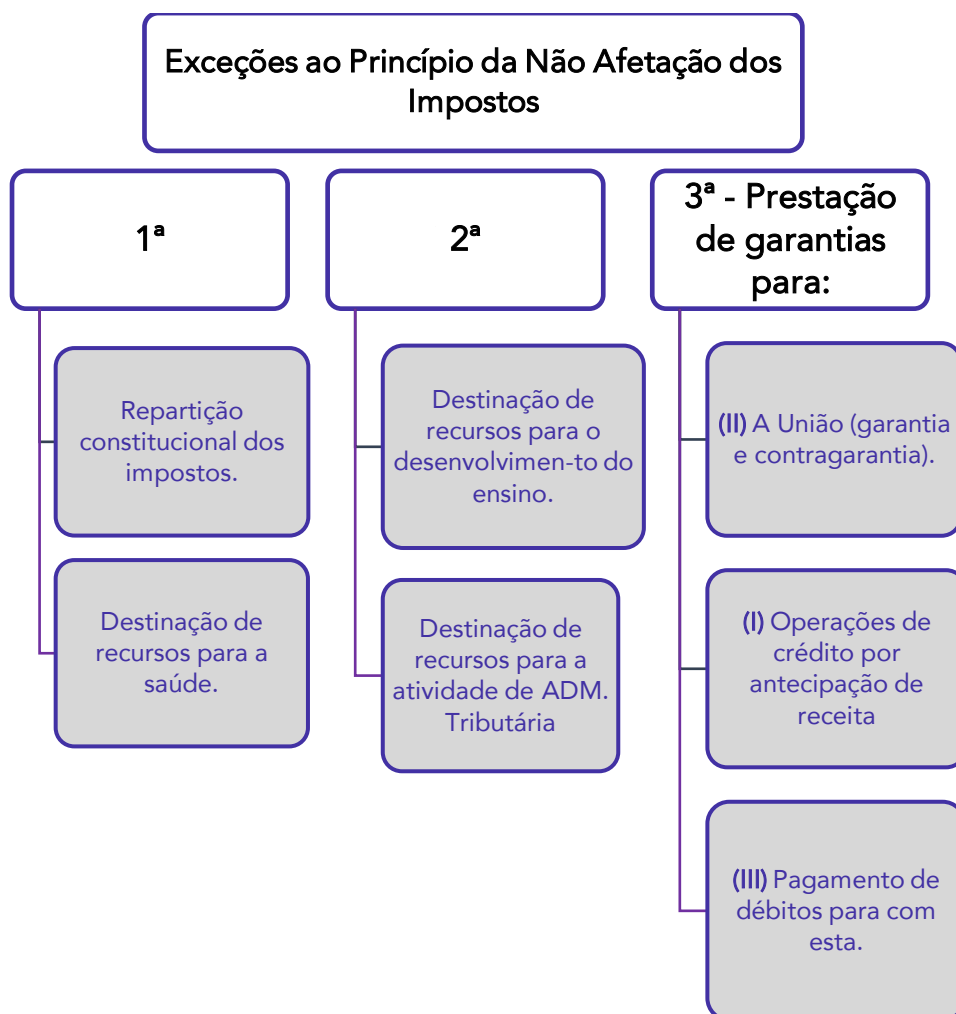 Exceções ao Princípio da Não Afetação dos
Impostos
1ª
Repartição
constitucional dos
impostos.
Destinação de
recursos para a
saúde.
2ª
Destinação de
recursos para o
desenvolvimen-to do
ensino.
Destinação de
recursos para a
atividade de ADM.
Tributária
3ª - Prestação
de garantias
para:
(II) A União (garantia
e contragarantia).
(I) Operações de
crédito por
antecipação de
receita
(III) Pagamento de
débitos para com
esta.